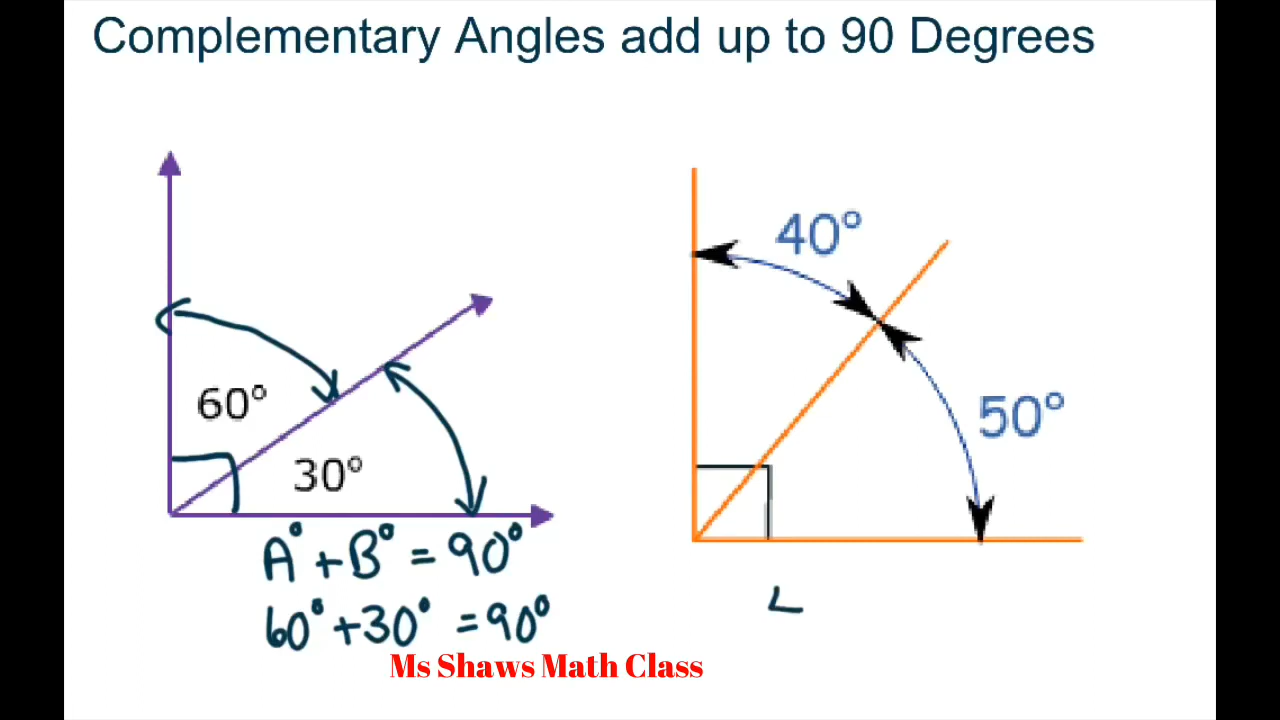 Complementary Angles add up to 90 Degrees
60°
30°
A° + B° = 90°
60° + 30° = 90°
40°
50°
Ms Shaws Math Class